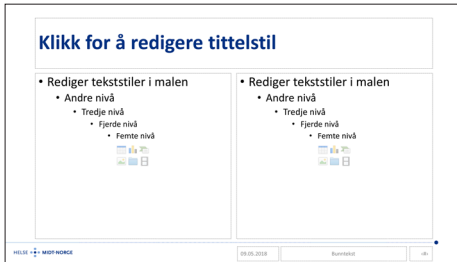 Klikk for å redigere tittelstil
• Rediger tekststiler i malen
• Andre nivå
• Tredje nivå
• Fjerde nivå
• Femte nivå
• Rediger tekststiler i malen
• Andre nivå
• Tredje nivå
• Fjerde nivå
• Femte nivå
HELSE MIDT-NORGE
09.05.2018
Bunntekst
‹#›